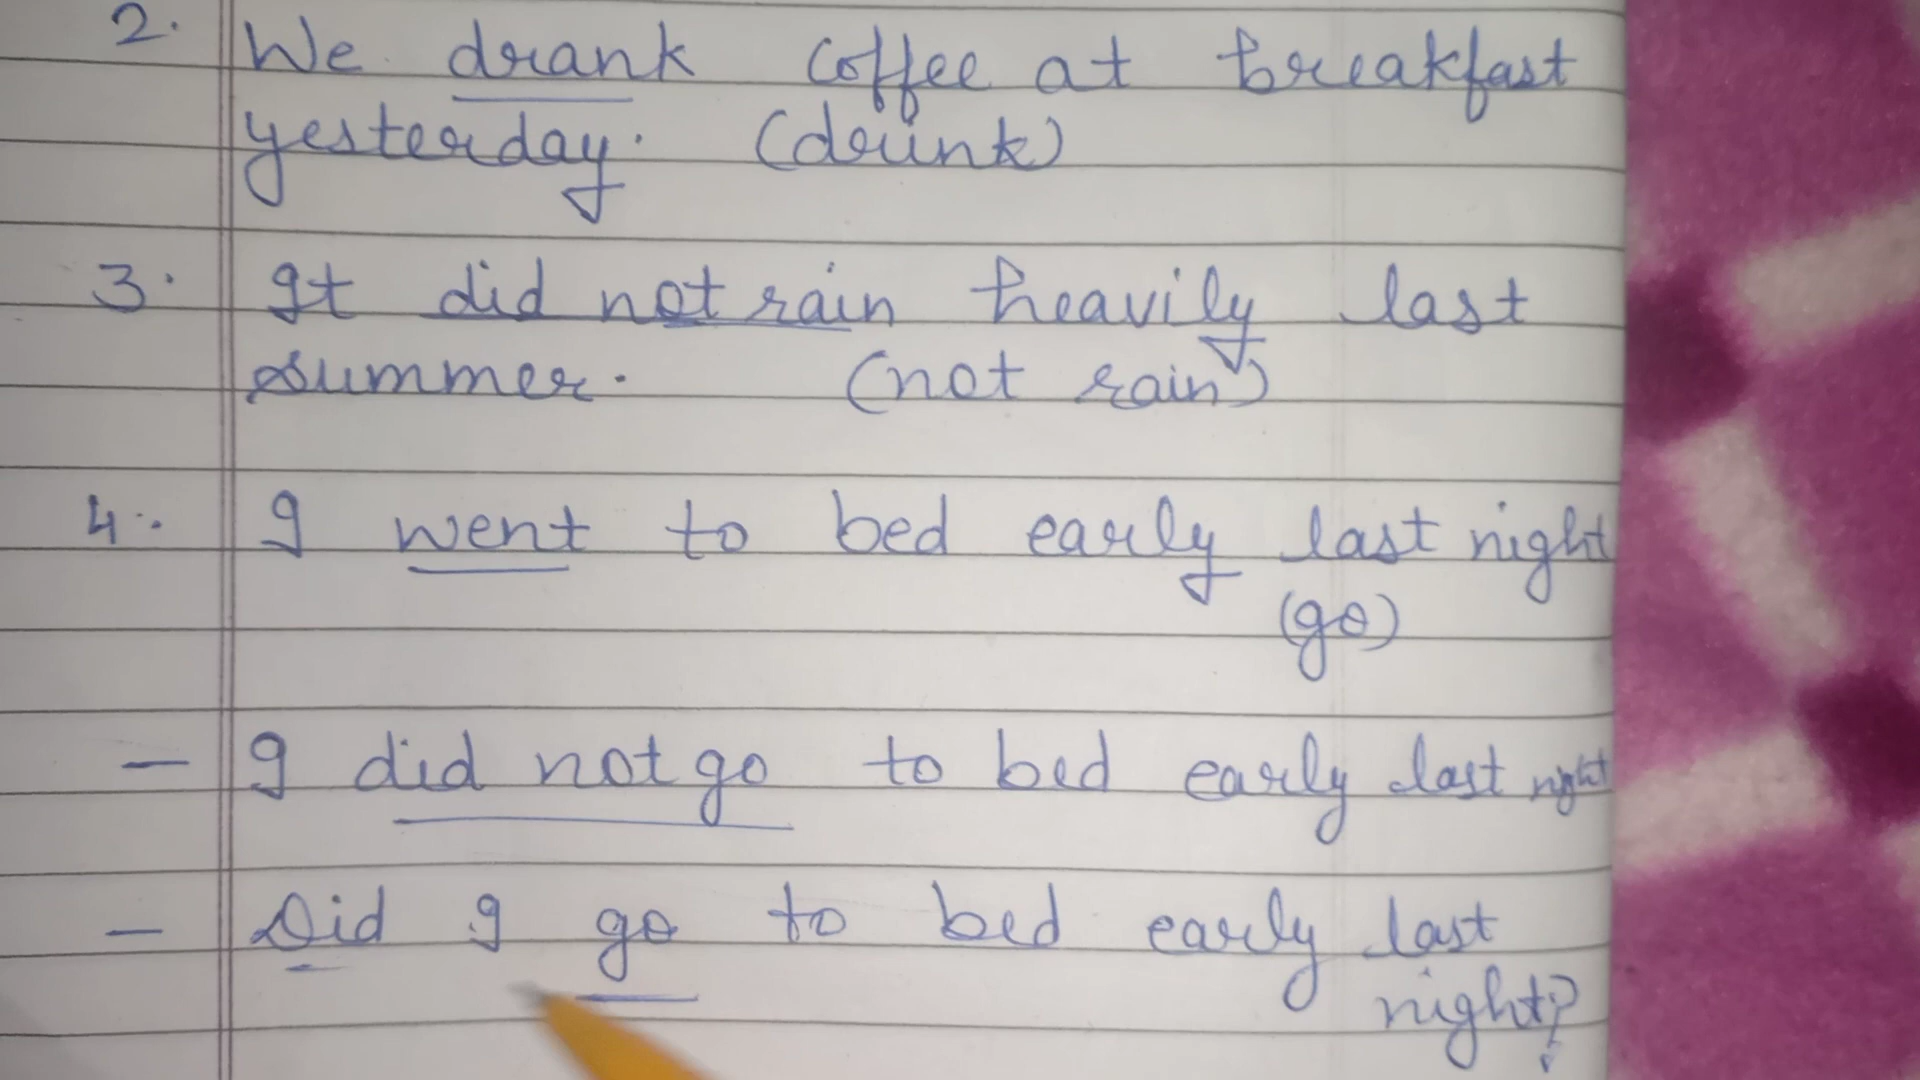 2. We drank coffee at breakfast
yesterday. (drink)
3. It did not rain heavily last
summer. (not rain)
4. I went to bed early last night
(go)
- I did not go to bed early last night
- Did I go to bed early last
night?